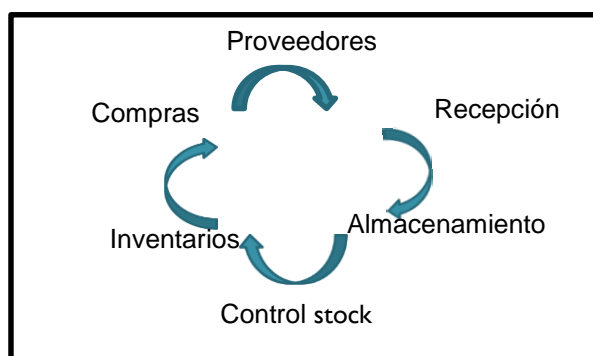 Proveedores
Compras
Recepción
Inventarios
Almacenamiento
Control stock